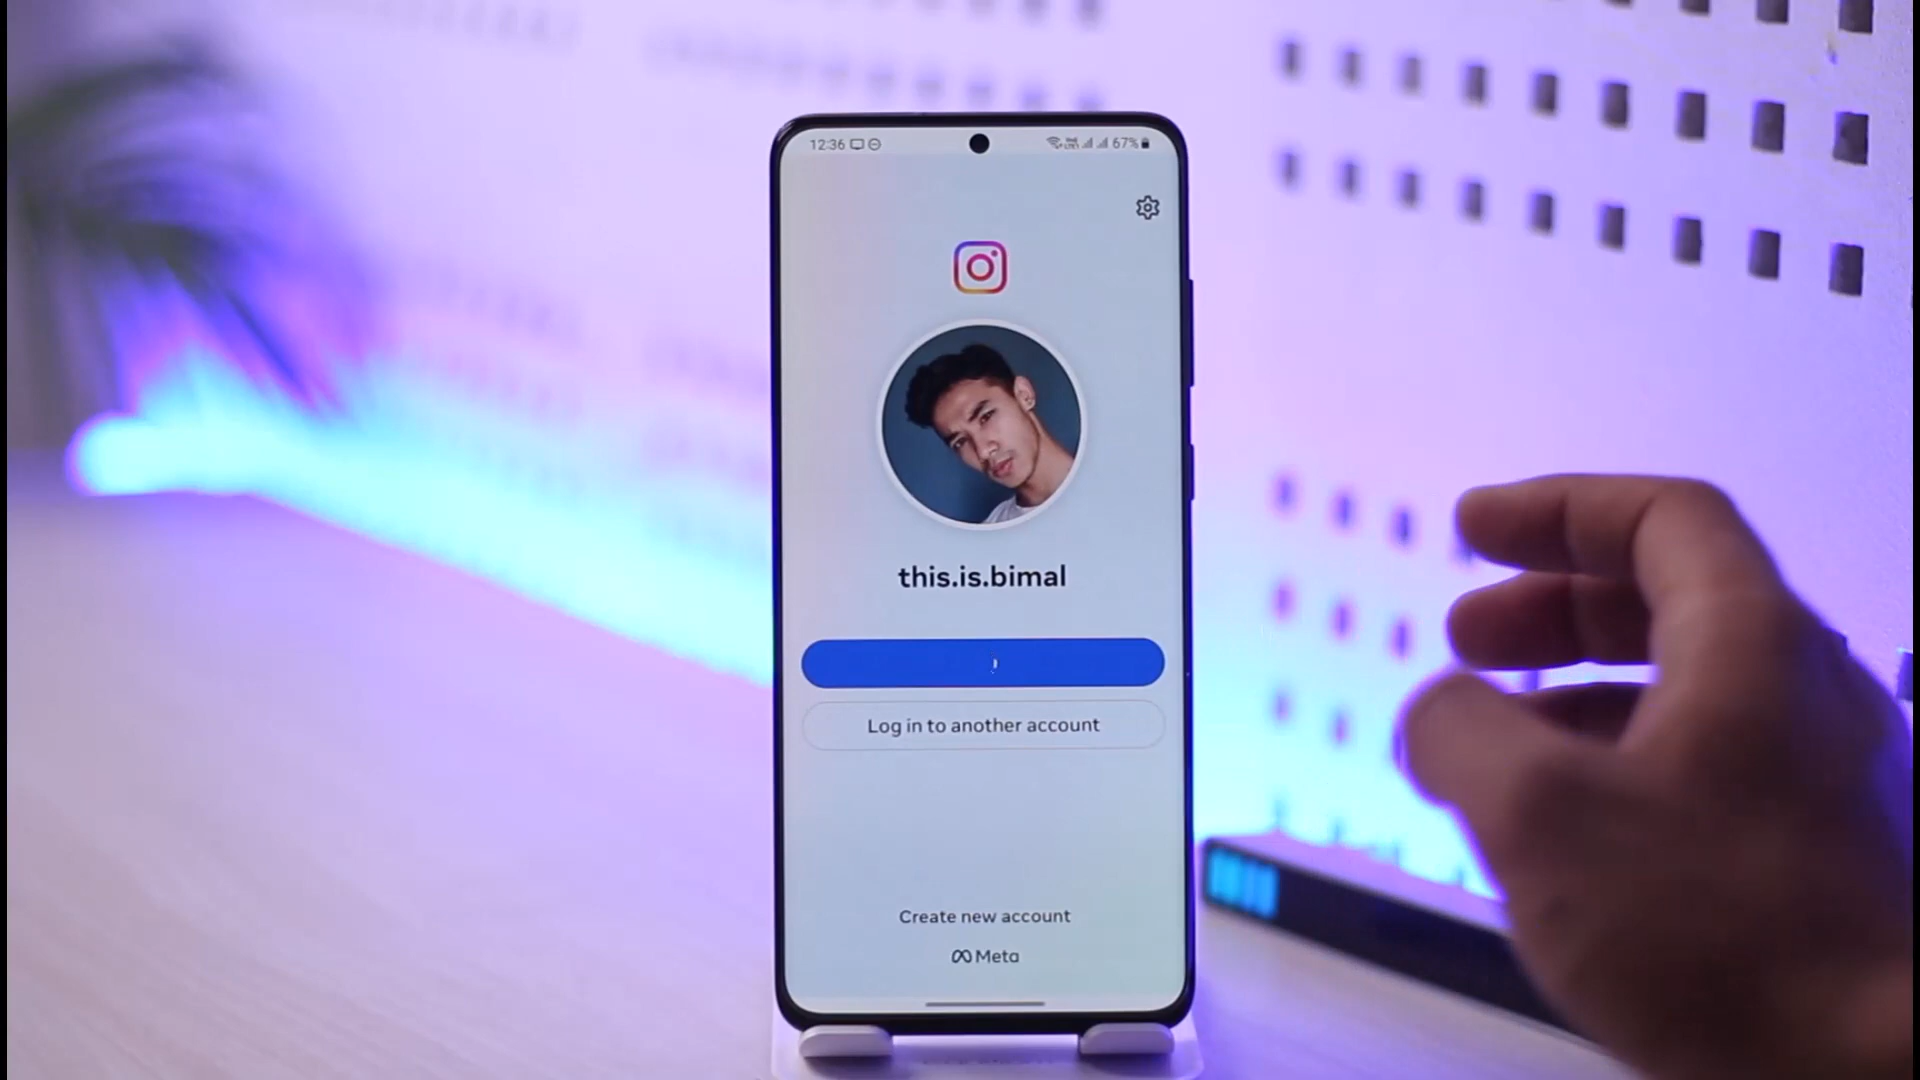 12:36 67%
this.is.bimal
Log in to another account
Create new account
Meta